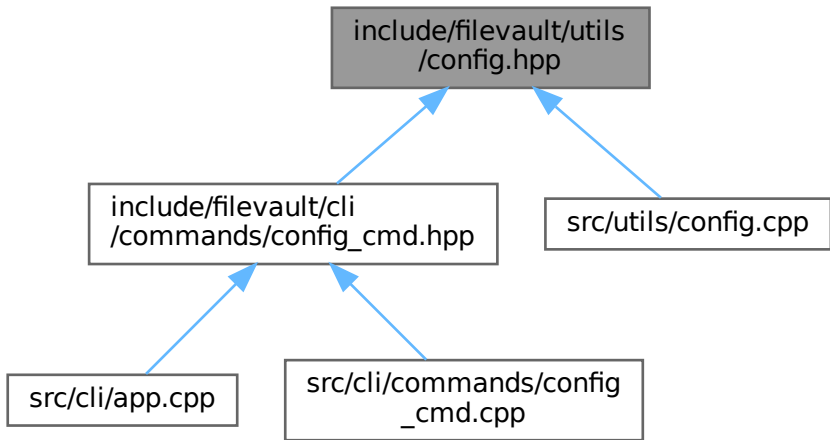 include/filevault/utils
/config.hpp
include/filevault/cli
/commands/config_cmd.hpp
src/utils/config.cpp
src/cli/app.cpp
src/cli/commands/config
_cmd.cpp